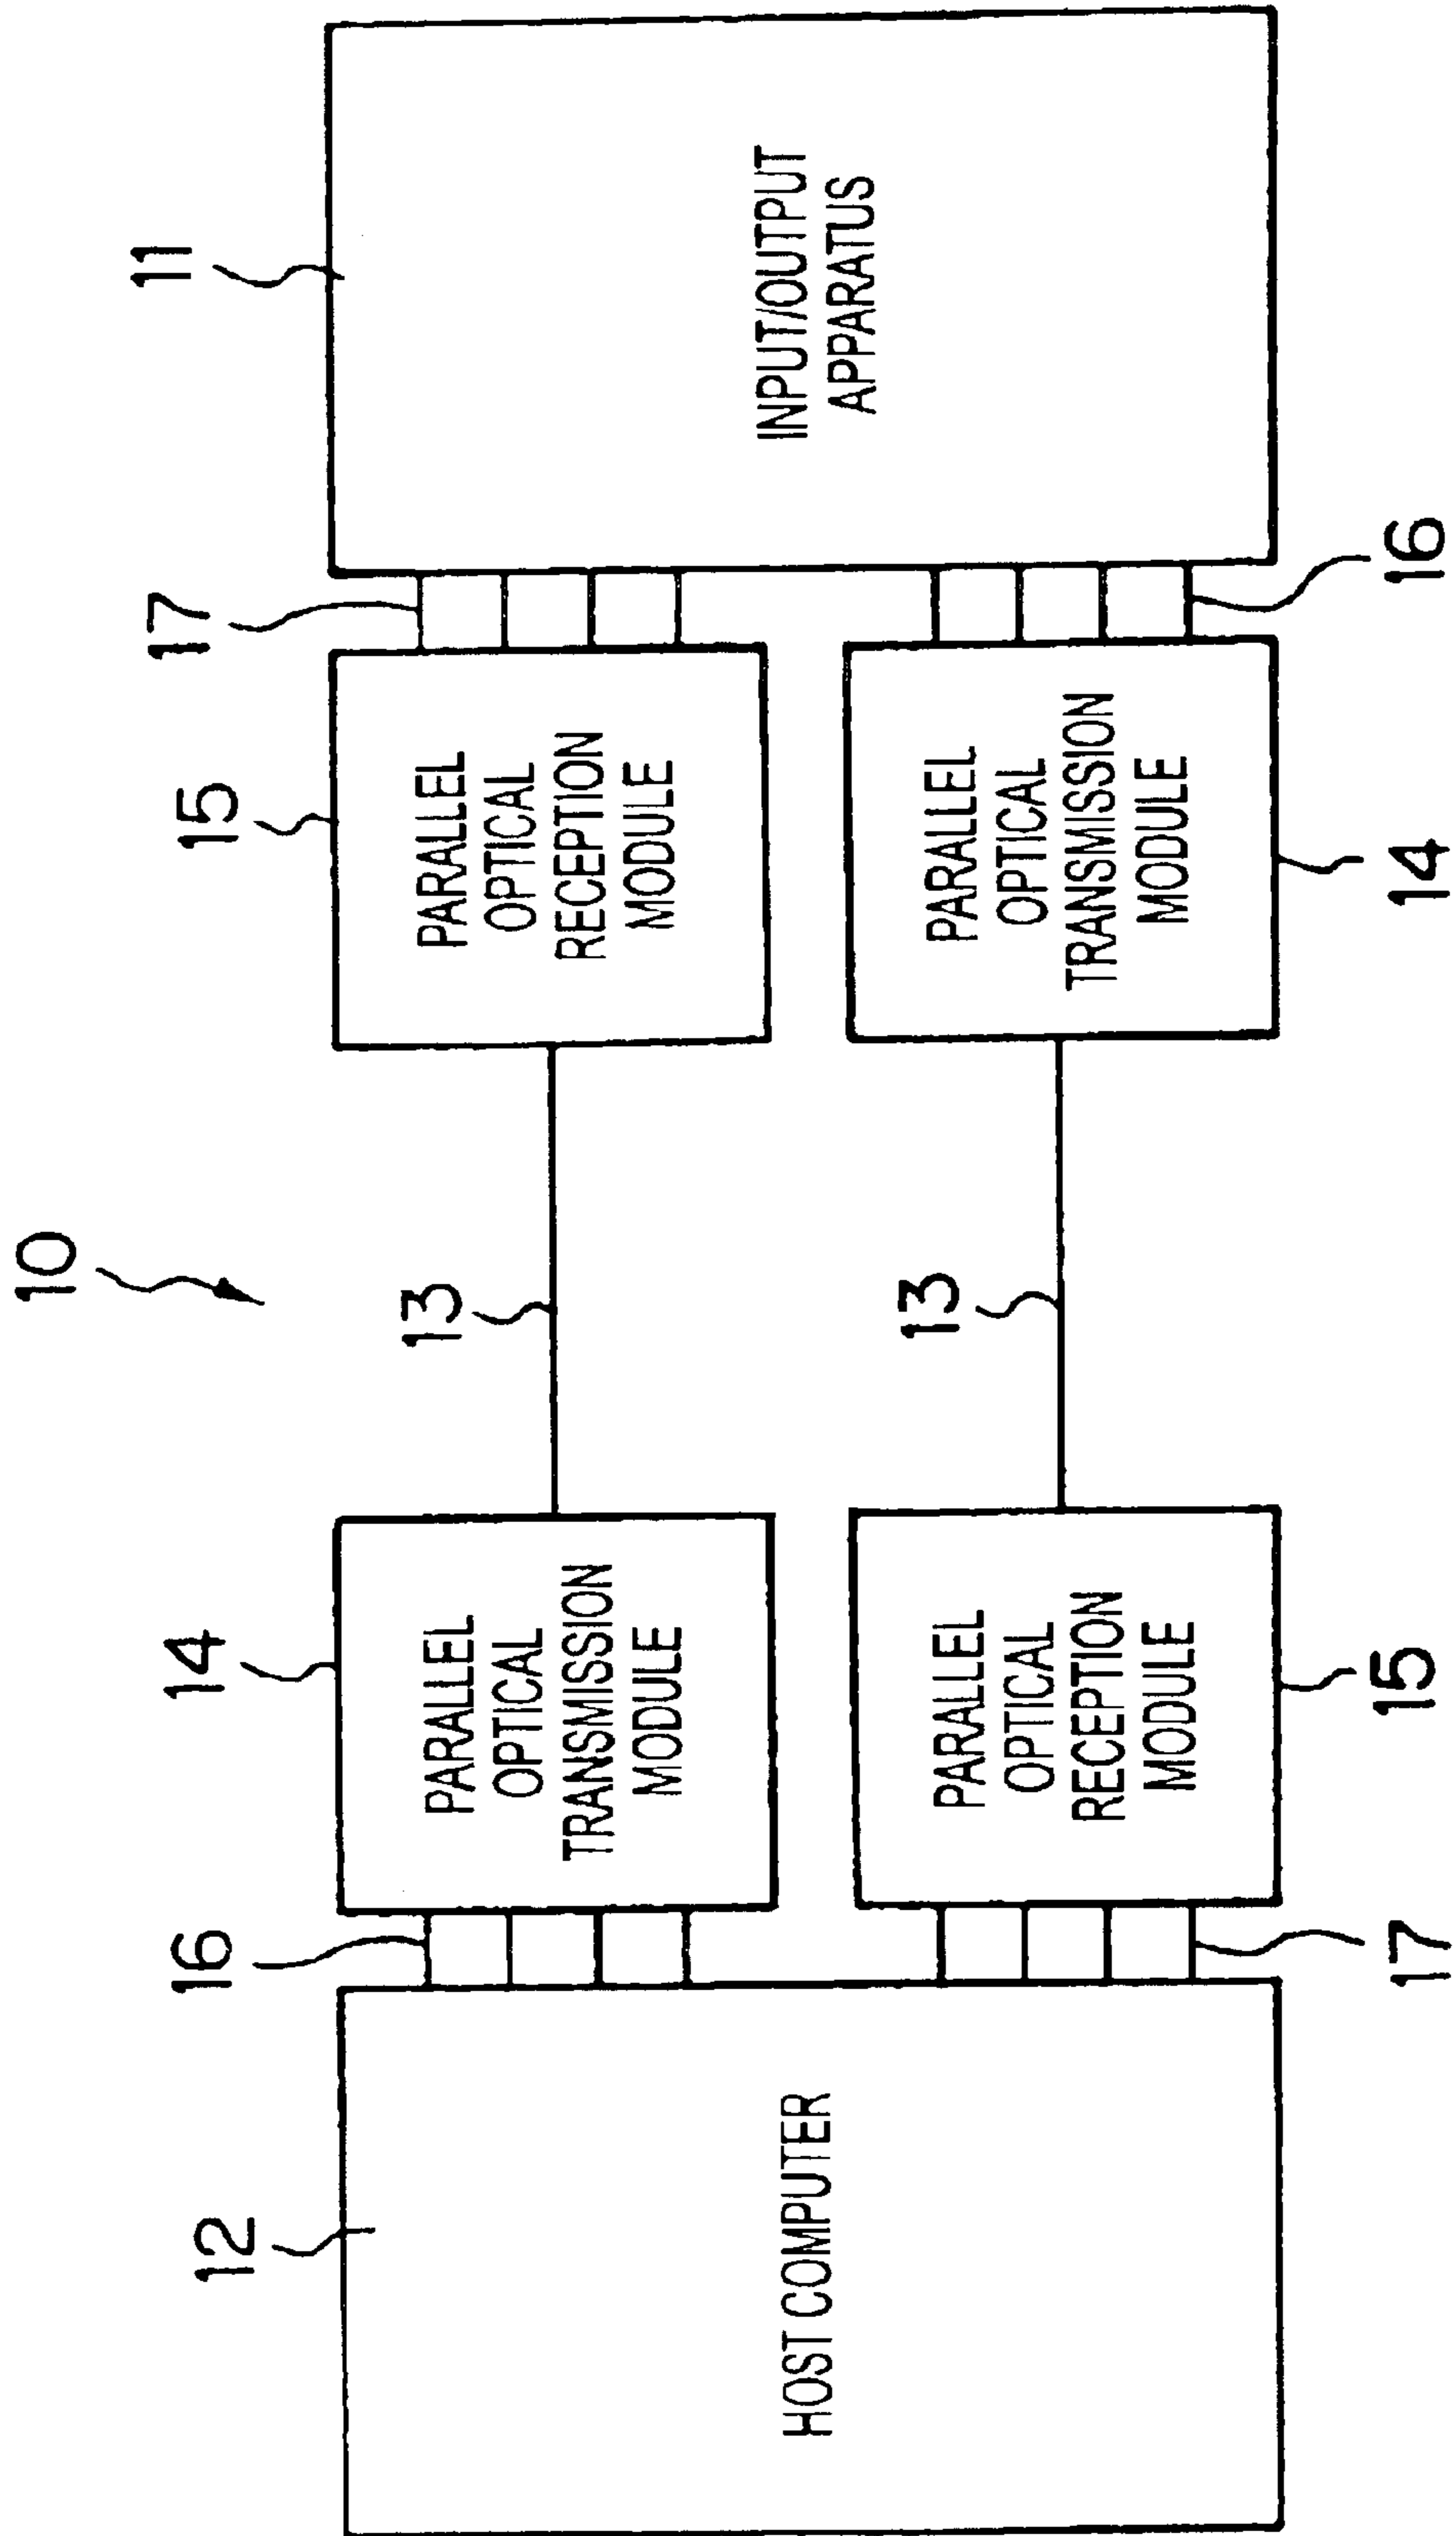 10
12
HOST COMPUTER
16
14
PARALLEL
OPTICAL
TRANSMISSION
MODULE
13
15
PARALLEL
OPTICAL
RECEPTION
MODULE
17
11
INPUT/OUTPUT
APPARATUS
17
15
PARALLEL
OPTICAL
RECEPTION
MODULE
13
14
PARALLEL
OPTICAL
TRANSMISSION
MODULE
16